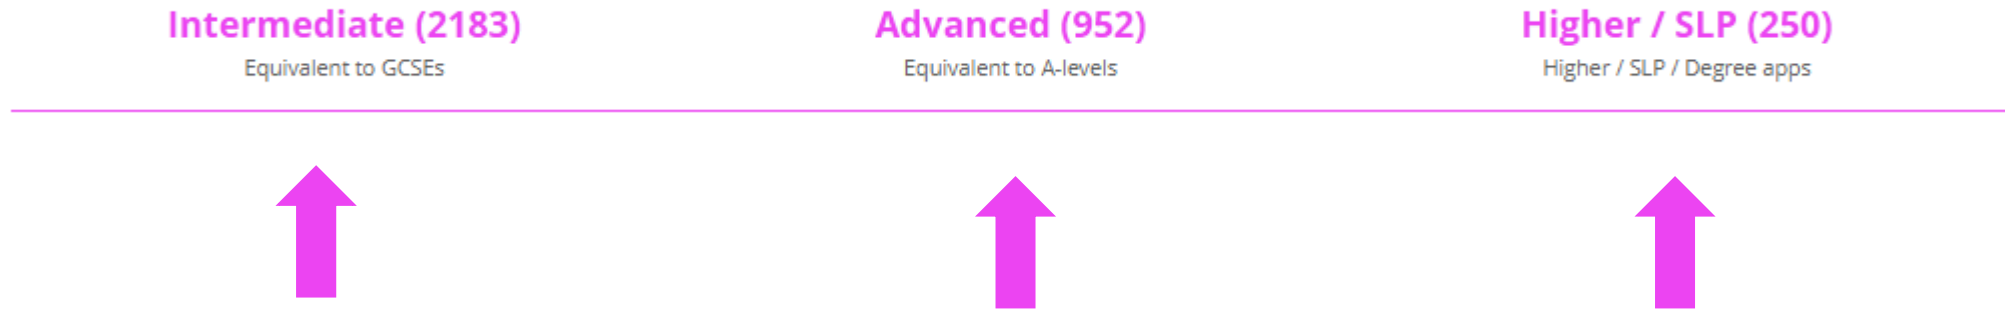 Intermediate (2183)
Equivalent to GCSEs
Advanced (952)
Equivalent to A-levels
Higher / SLP (250)
Higher / SLP / Degree apps